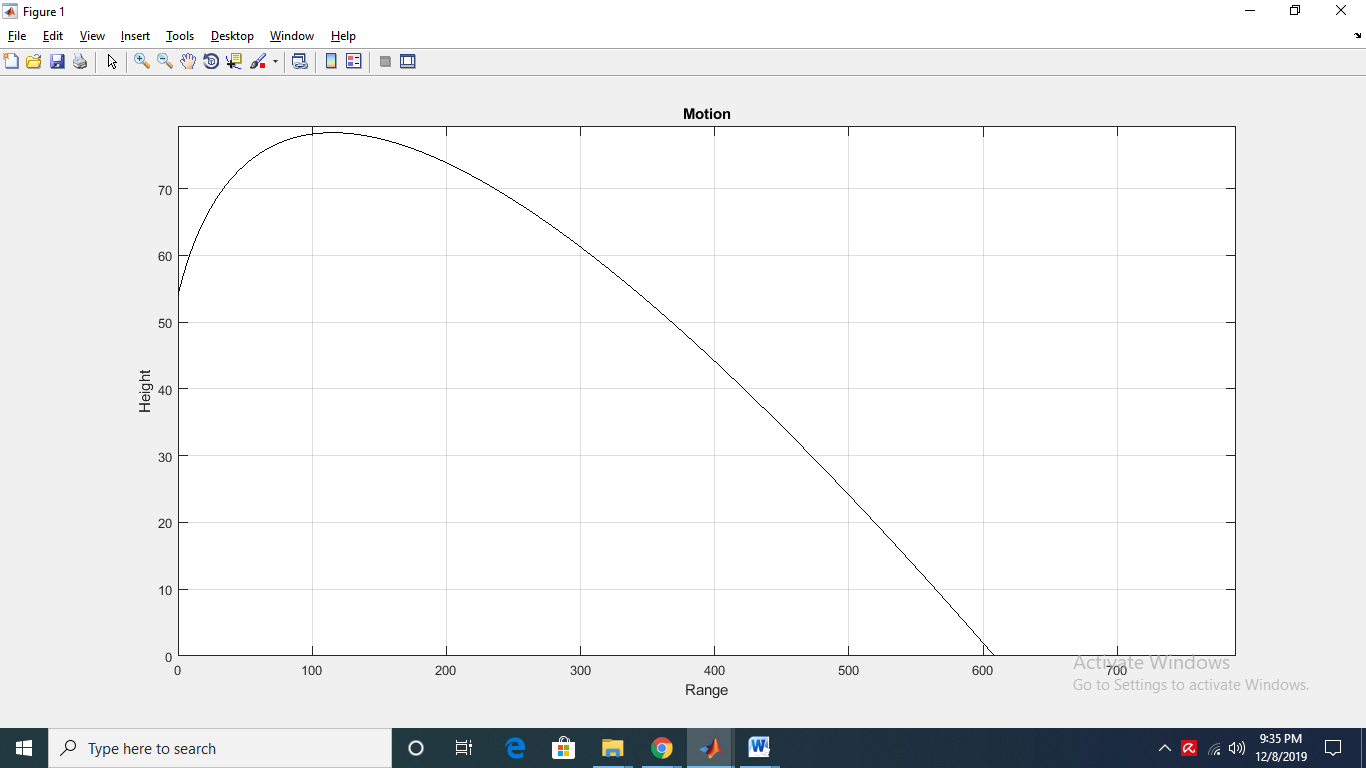 Figure 1
File Edit View Insert Tools Desktop Window Help
Motion
70
60
50
40
30
20
10
0
Height
0 100 200 300 400 500 600 700
Range
Activate Windows
Go to Settings to activate Windows.
Type here to search
9:35 PM
12/8/2019